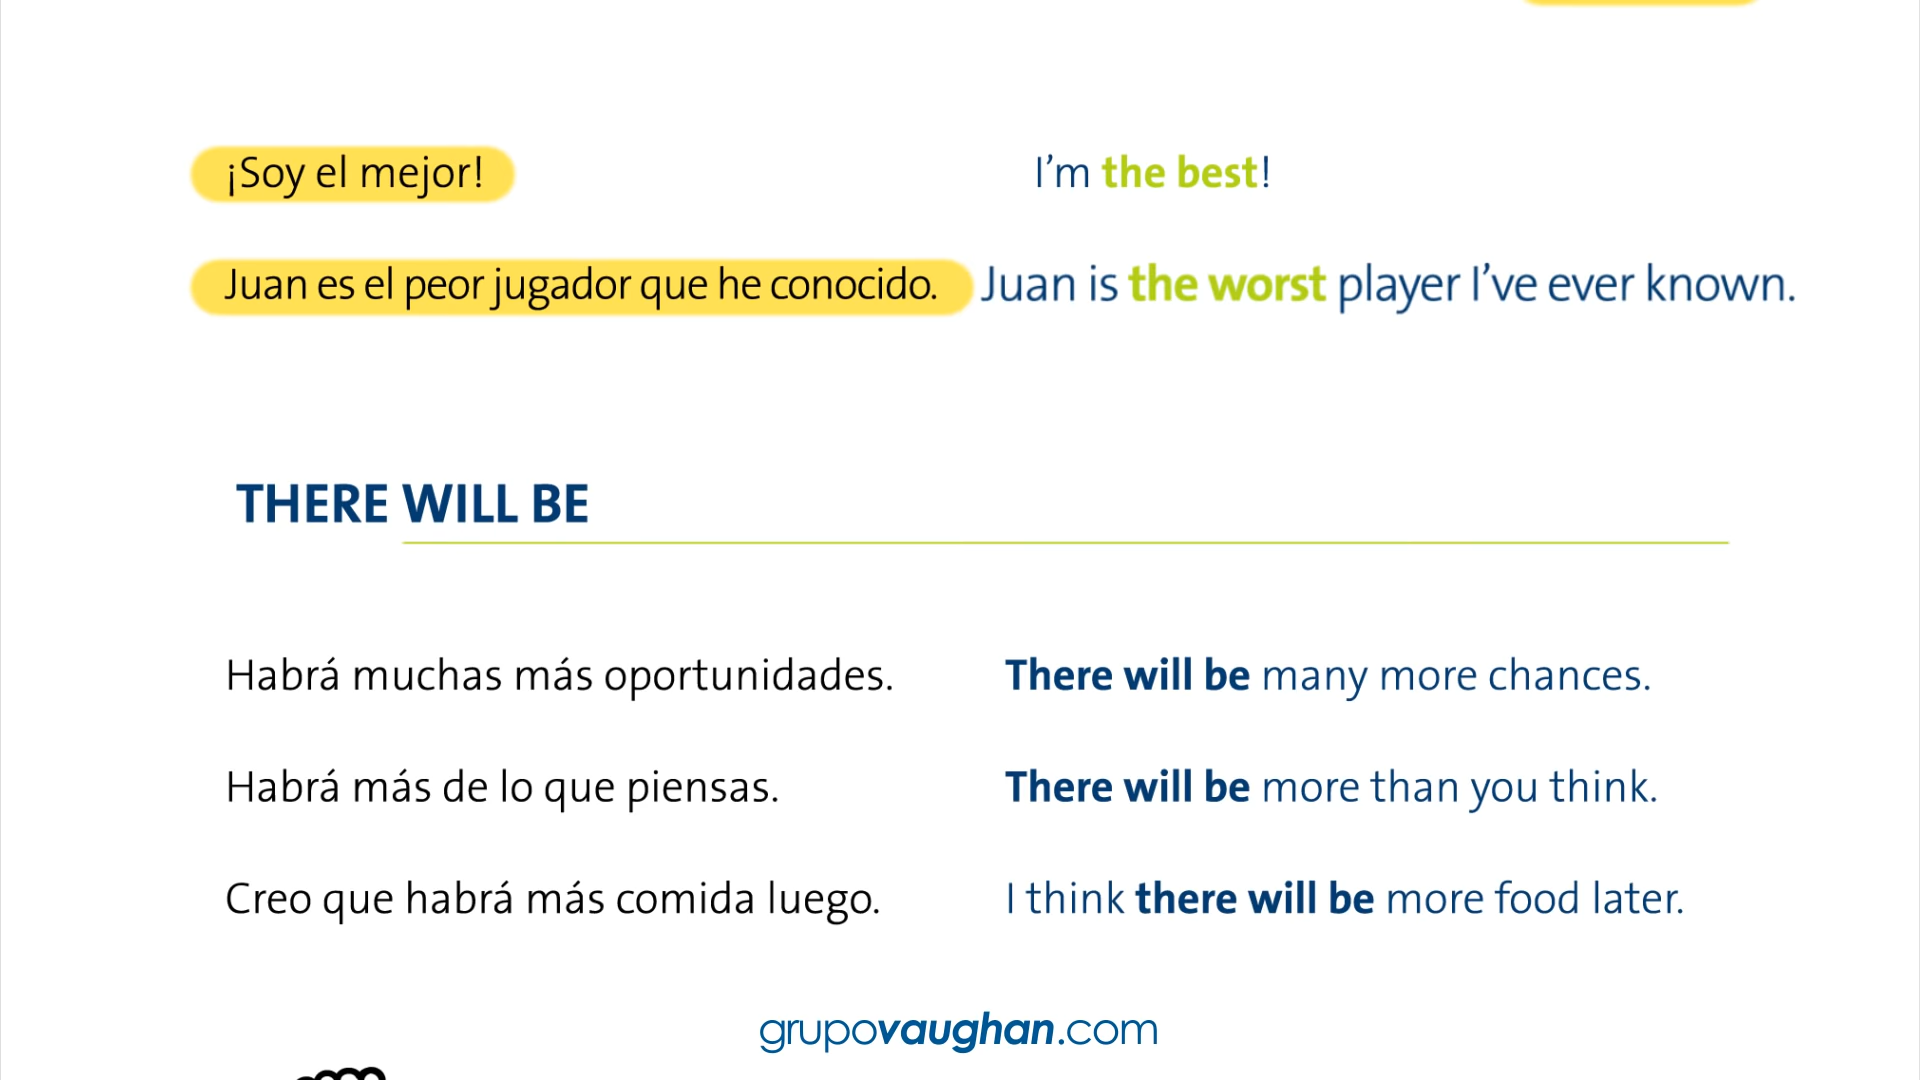 ¡Soy el mejor! I’m the best!
Juan es el peor jugador que he conocido. Juan is the worst player I’ve ever known.
THERE WILL BE
Habrá muchas más oportunidades. There will be many more chances.
Habrá más de lo que piensas. There will be more than you think.
Creo que habrá más comida luego. I think there will be more food later.
grupovaughan.com